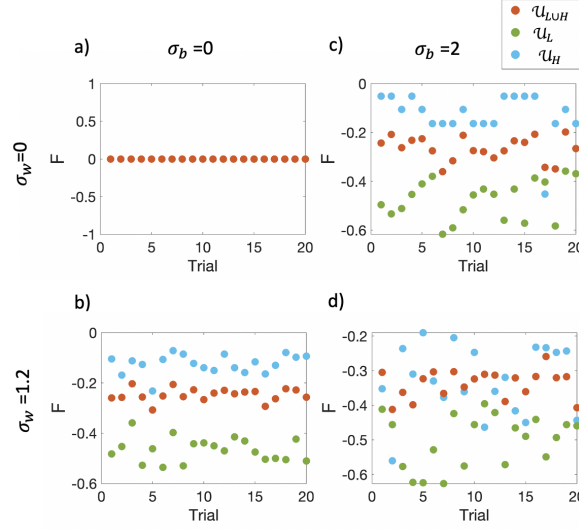 𝒰_{L∪H}
𝒰_L
𝒰_H
a) σ_b =0 c) σ_b =2
σ_w=0
F
1
0.5
0
-0.5
-1
0 5 10 15 20
Trial
F
0
-0.2
-0.4
-0.6
0 5 10 15 20
Trial
b) d)
σ_w =1.2
F
0
-0.2
-0.4
-0.6
0 5 10 15 20
Trial
F
-0.2
-0.3
-0.4
-0.5
-0.6
0 5 10 15 20
Trial